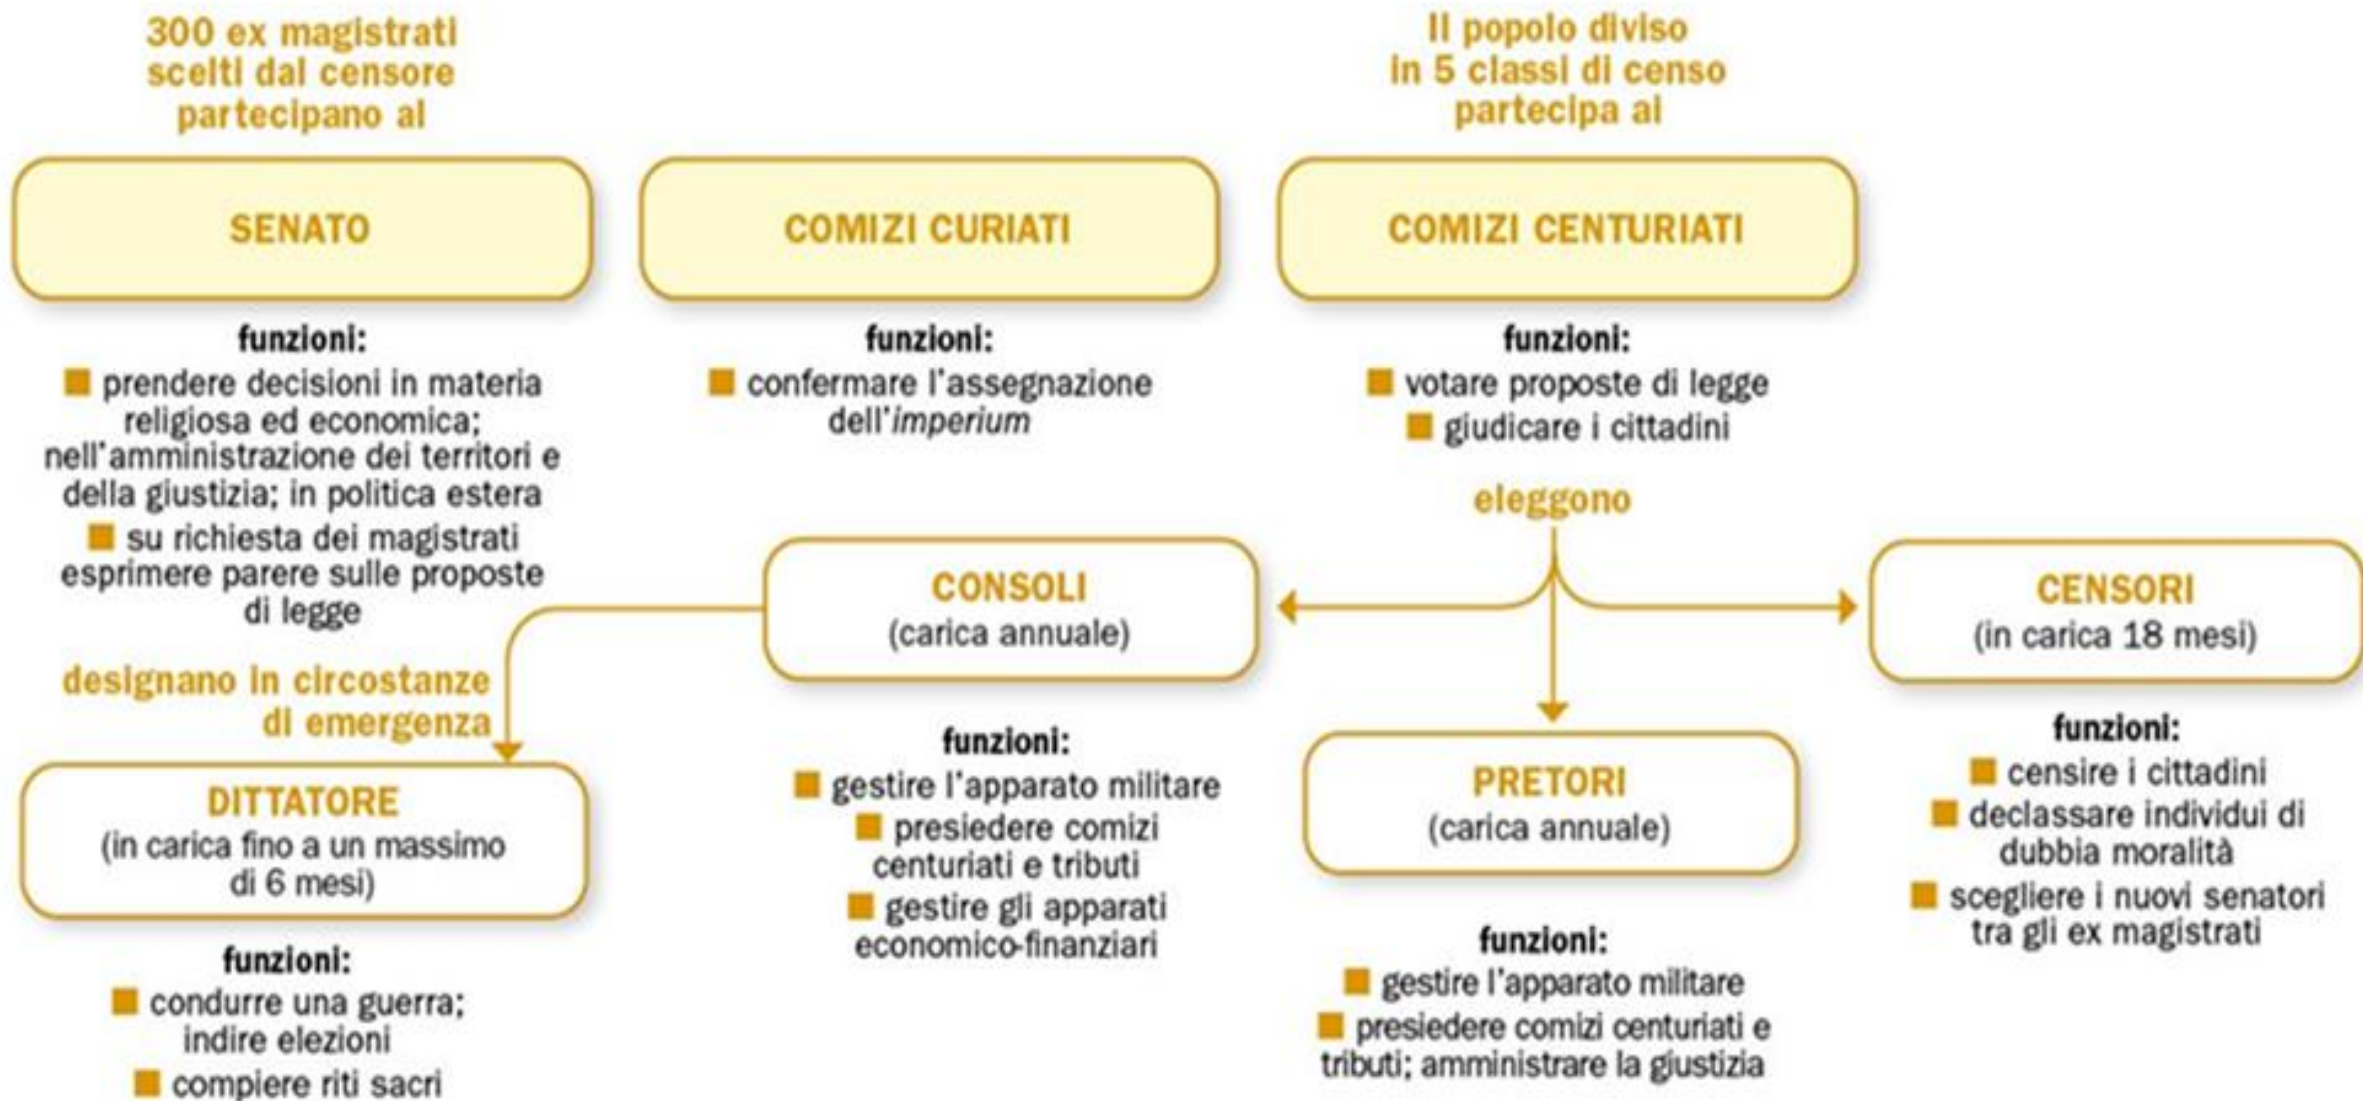 300 ex magistrati
scelti dal censore
partecipano al
SENATO
funzioni:
prendere decisioni in materia
religiosa ed economica;
nell'amministrazione dei territori e
della giustizia; in politica estera
su richiesta dei magistrati
esprimere parere sulle proposte
di legge
COMIZI CURIATI
funzioni:
confermare l'assegnazione
dell'imperium
Il popolo diviso
in 5 classi di censo
partecipa ai
COMIZI CENTURIATI
funzioni:
votare proposte di legge
giudicare i cittadini
eleggono
CONSOLI
(carica annuale)
funzioni:
gestire l'apparato militare
presiedere comizi
centuriati e tributi
gestire gli apparati
economico-finanziari
designano in circostanze
di emergenza
DITTATORE
(in carica fino a un massimo
di 6 mesi)
funzioni:
condurre una guerra;
indire elezioni
compiere riti sacri
PRETORI
(carica annuale)
funzioni:
gestire l'apparato militare
presiedere comizi centuriati e
tributi; amministrare la giustizia
CENSORI
(in carica 18 mesi)
funzioni:
censire i cittadini
declassare individui di
dubbia moralità
scegliere i nuovi senatori
tra gli ex magistrati